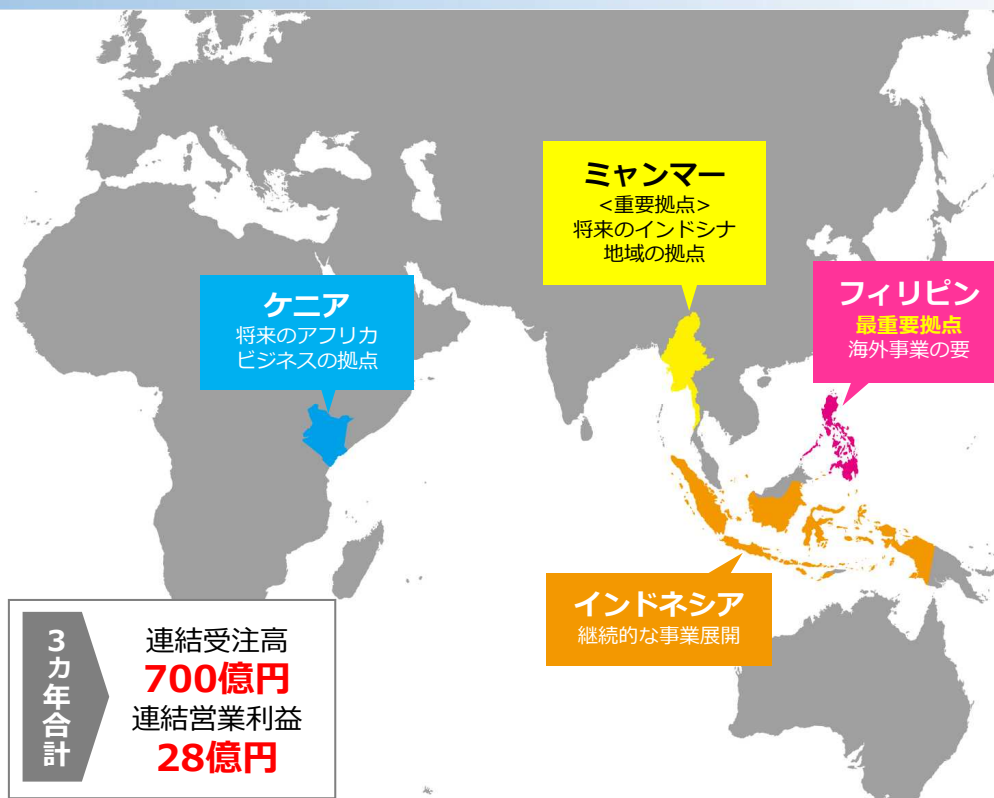 ミャンマー
<重要拠点>
将来のインドシナ
地域の拠点
フィリピン
最重要拠点
海外事業の要
ケニア
将来のアフリカ
ビジネスの拠点
インドネシア
継続的な事業展開
3カ年合計
連結受注高
700億円
連結営業利益
28億円